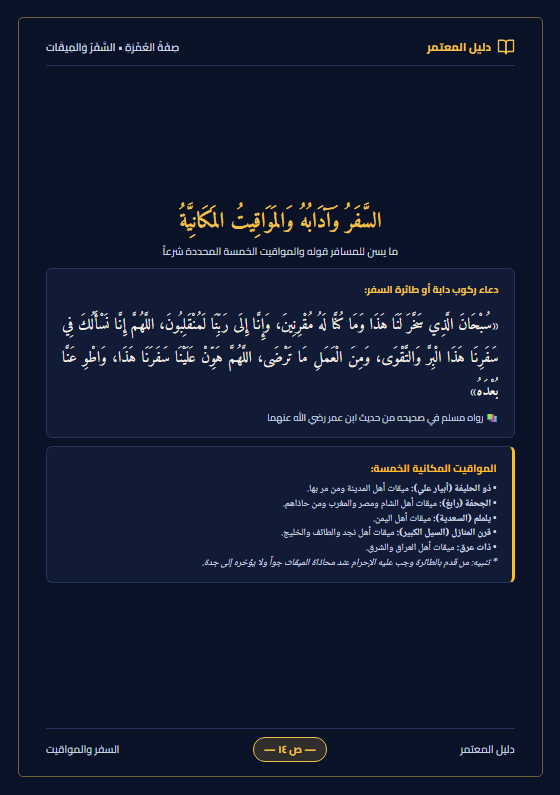 دليل المعتمر
صِفَةُ العُمْرَةِ • السَّفَرُ وَالمِيقَات
السَّفَرُ وَآدَابُهُ وَالمَوَاقِيتُ المَكَانِيَّةُ
ما يسن للمسافر قوله والمواقيت الخمسة المحددة شرعاً
دعاء ركوب دابة أو طائرة السفر:
«سُبْحَانَ الَّذِي سَخَّرَ لَنَا هَذَا وَمَا كُنَّا لَهُ مُقْرِنِينَ، وَإِنَّا إِلَى رَبِّنَا لَمُنْقَلِبُونَ، اللَّهُمَّ إِنَّا نَسْأَلُكَ فِي
سَفَرِنَا هَذَا الْبِرَّ وَالتَّقْوَى، وَمِنَ الْعَمَلِ مَا تَرْضَى، اللَّهُمَّ هَوِّنْ عَلَيْنَا سَفَرَنَا هَذَا، وَاطْوِ عَنَّا
بُعْدَهُ»
رواه مسلم في صحيحه من حديث ابن عمر رضي الله عنهما
المواقيت المكانية الخمسة:
• ذو الحليفة (أبيار علي): ميقات أهل المدينة ومن مر بها.
• الجحفة (رابغ): ميقات أهل الشام ومصر والمغرب ومن حاذاهم.
• يلملم (السعدية): ميقات أهل اليمن.
• قرن المنازل (السيل الكبير): ميقات أهل نجد والطائف والخليج.
• ذات عرق: ميقات أهل العراق والشرق.
* تنبيه: من قدم بالطائرة وجب عليه الإحرام عند محاذاة الميقات جواً ولا يؤخره إلى جدة.
دليل المعتمر
— ص ١٤ —
السفر والمواقيت